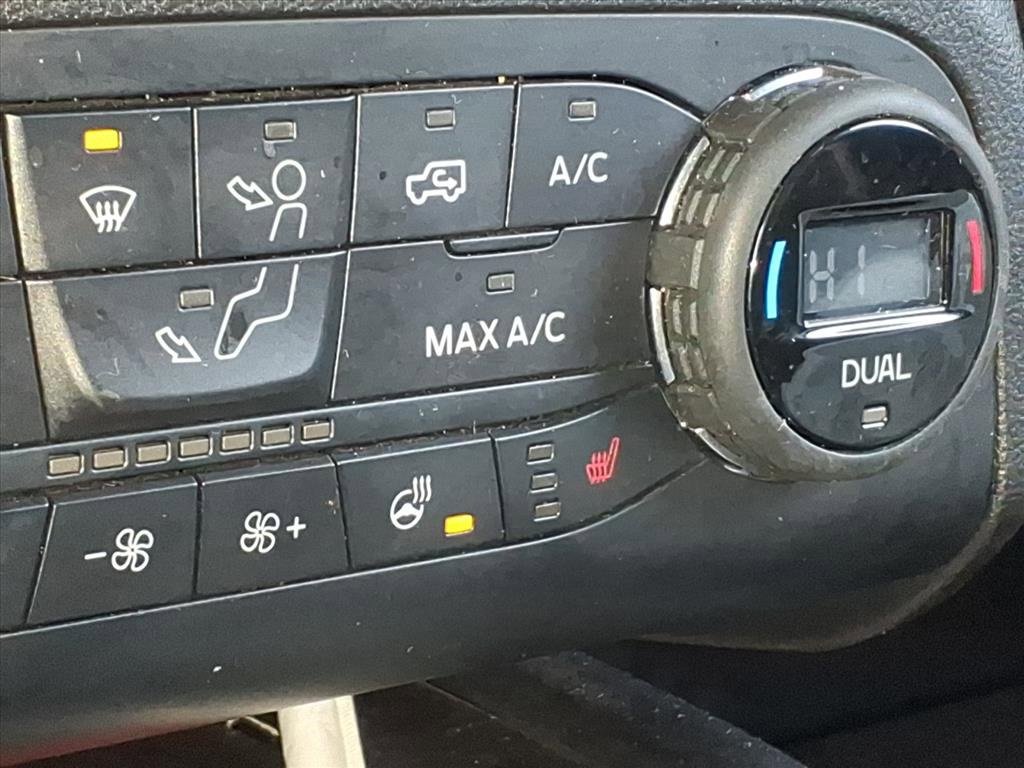 A/C
HI
MAX A/C
DUAL
- +